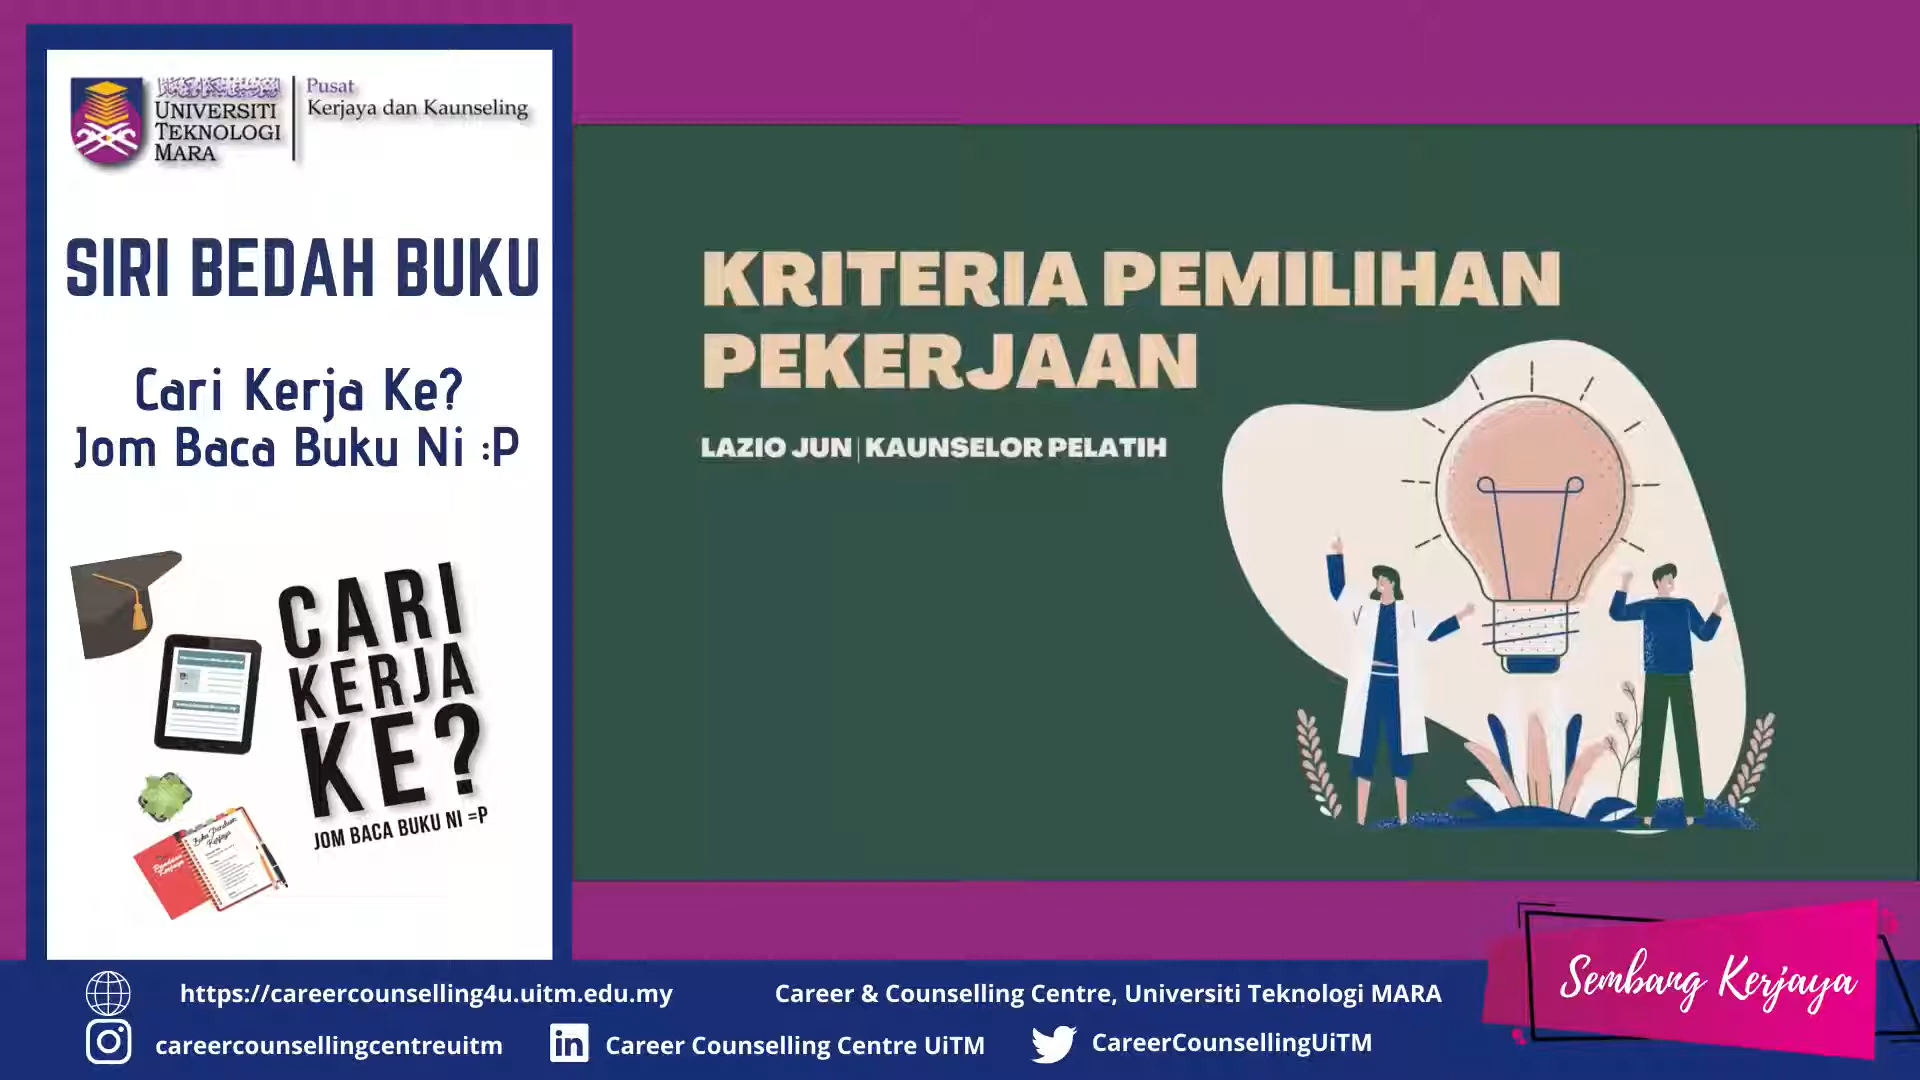 UNIVERSITI
TEKNOLOGI
MARA
Pusat
Kerjaya dan Kaunseling
SIRI BEDAH BUKU
Cari Kerja Ke?
Jom Baca Buku Ni :P
CARI
KERJA
KE?
JOM BACA BUKU NI =P
KRITERIA PEMILIHAN
PEKERJAAN
LAZIO JUN | KAUNSELOR PELATIH
Sembang Kerjaya
https://careercounselling4u.uitm.edu.my
Career & Counselling Centre, Universiti Teknologi MARA
careercounsellingcentreuitm
Career Counselling Centre UiTM
CareerCounsellingUiTM